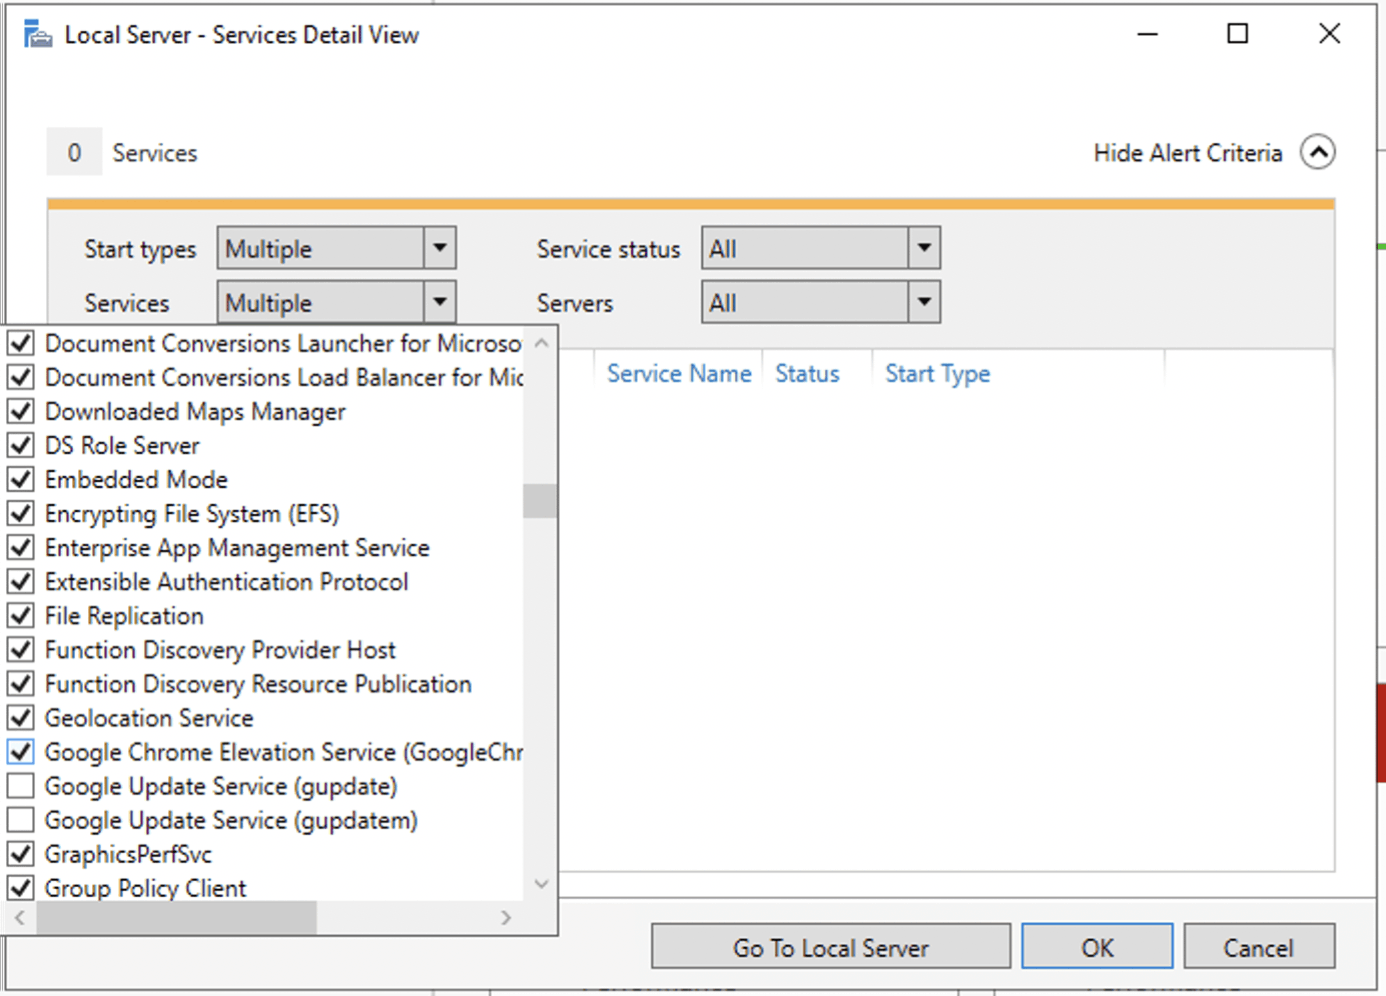 Local Server - Services Detail View
0 Services
Hide Alert Criteria
Start types Multiple
Service status All
Services Multiple
Servers All
Document Conversions Launcher for Microso
Document Conversions Load Balancer for Mic
Downloaded Maps Manager
DS Role Server
Embedded Mode
Encrypting File System (EFS)
Enterprise App Management Service
Extensible Authentication Protocol
File Replication
Function Discovery Provider Host
Function Discovery Resource Publication
Geolocation Service
Google Chrome Elevation Service (GoogleChr
Google Update Service (gupdate)
Google Update Service (gupdatem)
GraphicsPerfSvc
Group Policy Client
Service Name Status Start Type
Go To Local Server
OK
Cancel